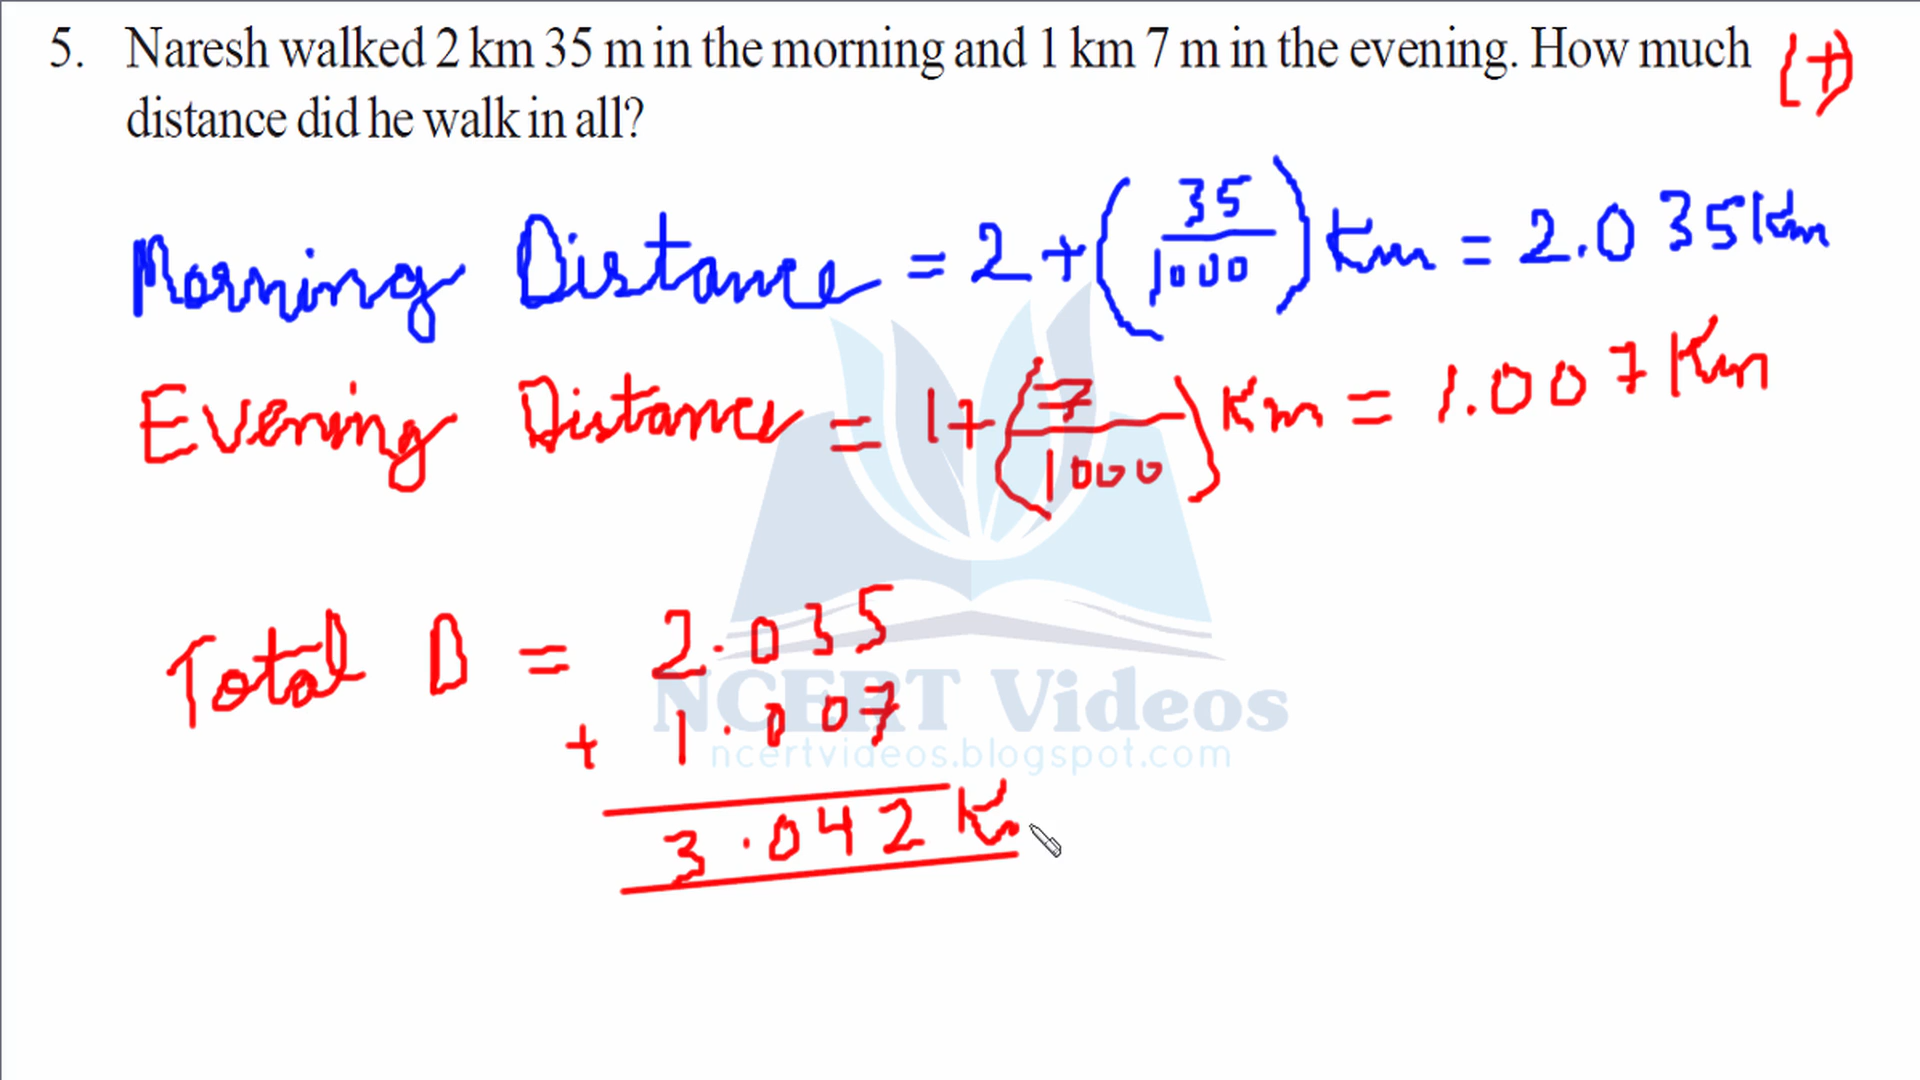 5. Naresh walked 2 km 35 m in the morning and 1 km 7 m in the evening. How much (+)
distance did he walk in all?
Morning Distance = 2 + (35/1000) Km = 2.035 Km
Evening Distance = 1 + (7/1000) Km = 1.007 Km
Total D = 2.035
+ 1.007
3.042 K
NCERT Videos
ncertvideos.blogspot.com